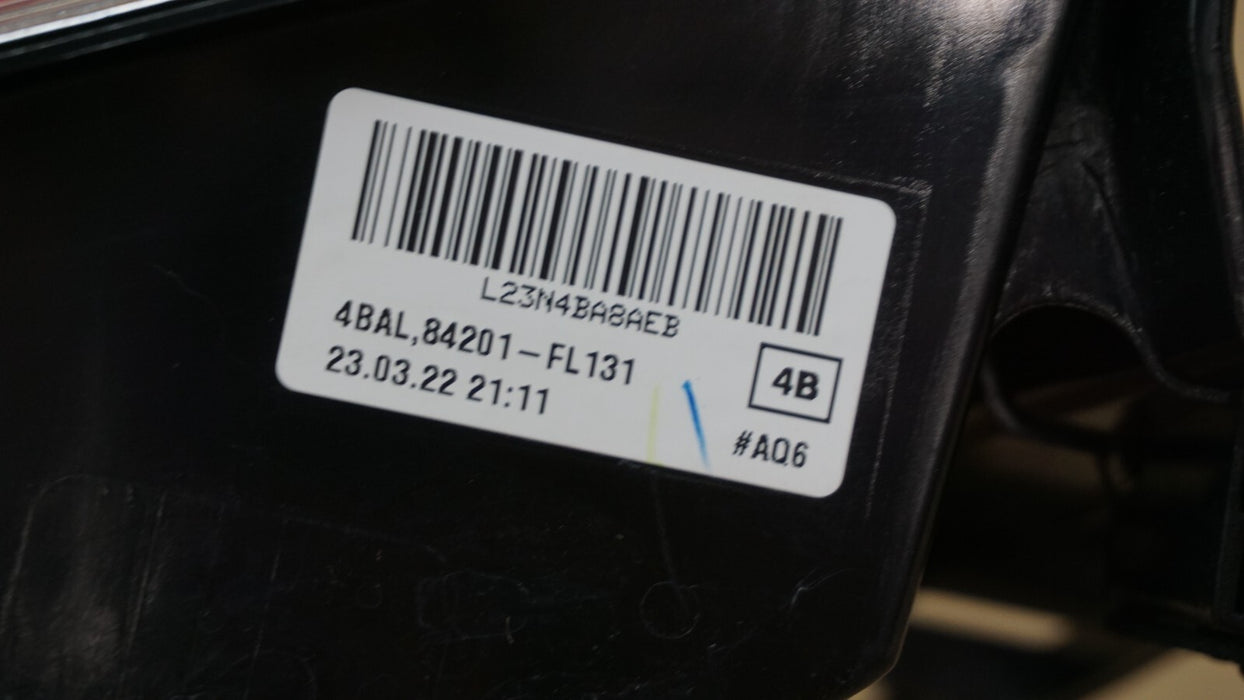 L23N4BA8AEB
4BAL,84201-FL131
23.03.22 21:11
4B
#AQ6